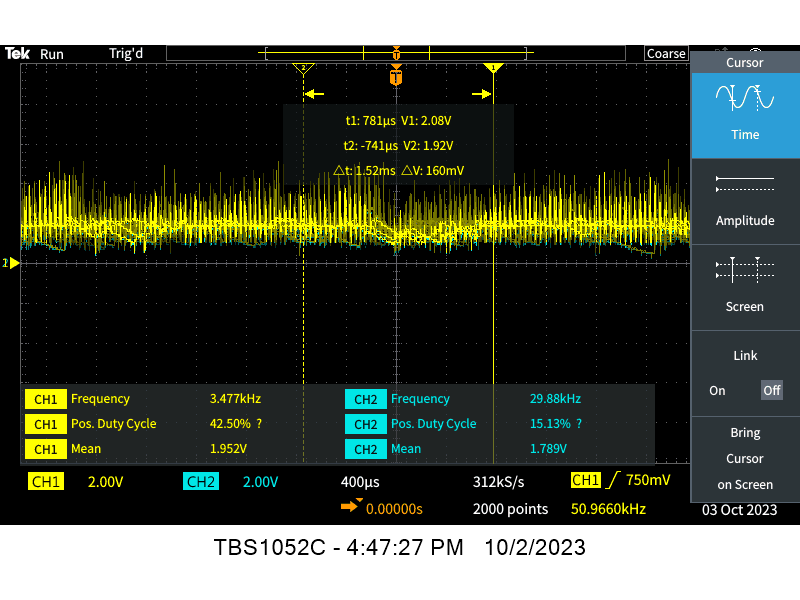 Tek Run Trig'd Coarse
Cursor
2 T 1
T
t1: 781µs V1: 2.08V
t2: -741µs V2: 1.92V
△t: 1.52ms △V: 160mV
Time
Amplitude
Screen
Link
On Off
Bring
Cursor
on Screen
CH1 Frequency 3.477kHz CH2 Frequency 29.88kHz
CH1 Pos. Duty Cycle 42.50% ? CH2 Pos. Duty Cycle 15.13% ?
CH1 Mean 1.952V CH2 Mean 1.789V
CH1 2.00V CH2 2.00V 400µs 312kS/s CH1 750mV
0.00000s 2000 points 50.9660kHz 03 Oct 2023
TBS1052C - 4:47:27 PM 10/2/2023